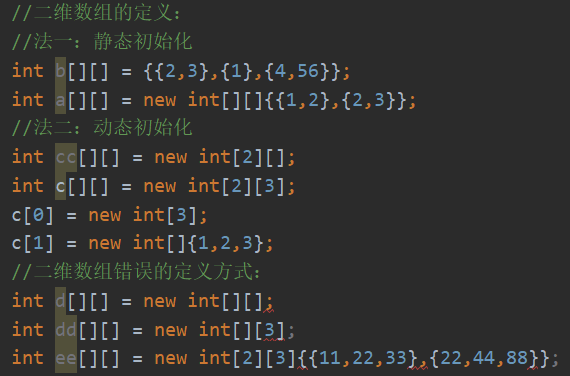 //二维数组的定义：
//法一：静态初始化
int b[][] = {{2,3},{1},{4,56}};
int a[][] = new int[][]{{1,2},{2,3}};
//法二：动态初始化
int cc[][] = new int[2][];
int c[][] = new int[2][3];
c[0] = new int[3];
c[1] = new int[]{1,2,3};
//二维数组错误的定义方式：
int d[][] = new int[][];
int dd[][] = new int[][3];
int ee[][] = new int[2][3]{{11,22,33},{22,44,88}};